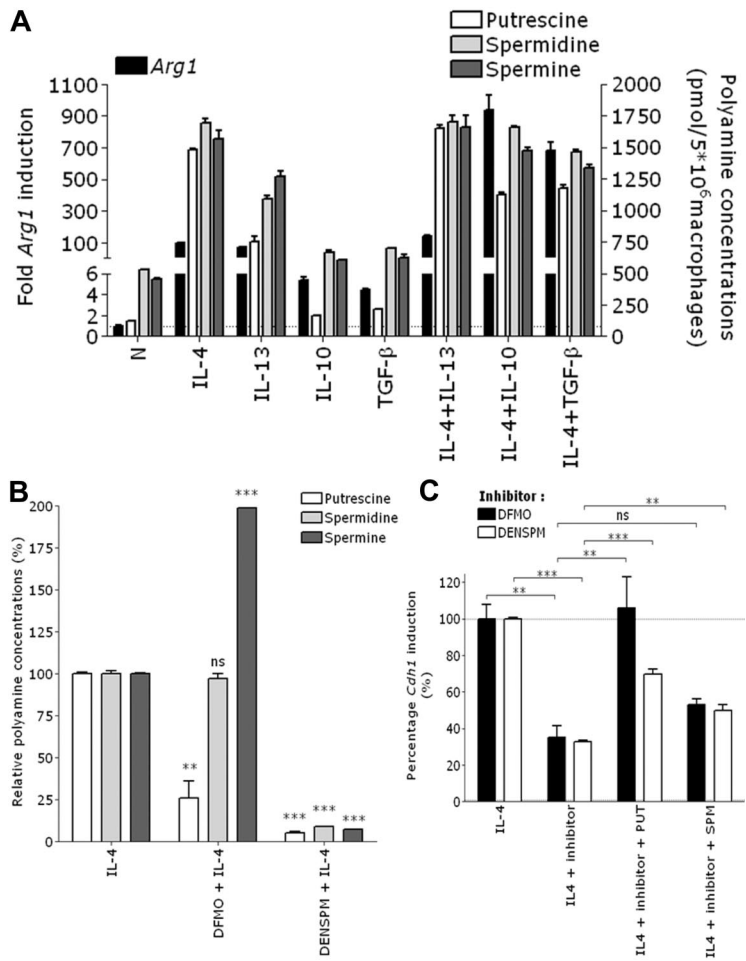 A
Arg1
Putrescine
Spermidine
Spermine
Fold Arg1 induction
1100
900
700
500
300
100
6
4
2
0
2000
1750
1500
1250
1000
750
500
250
0
Polyamine concentrations
(pmol/5*10⁶macrophages)
N
IL-4
IL-13
IL-10
TGF-β
IL-4+IL-13
IL-4+IL-10
IL-4+TGF-β
B
Putrescine
Spermidine
Spermine
Relative polyamine concentrations (%)
200
175
150
125
100
75
50
25
0
**
ns
***
***
***
***
IL-4
DFMO + IL-4
DENSPM + IL-4
C
Inhibitor :
DFMO
DENSPM
**
ns
***
**
***
**
Percentage Cdh1 induction
(%)
120
100
80
60
40
20
0
IL-4
IL4 + inhibitor
IL4 + inhibitor + PUT
IL4 + inhibitor + SPM